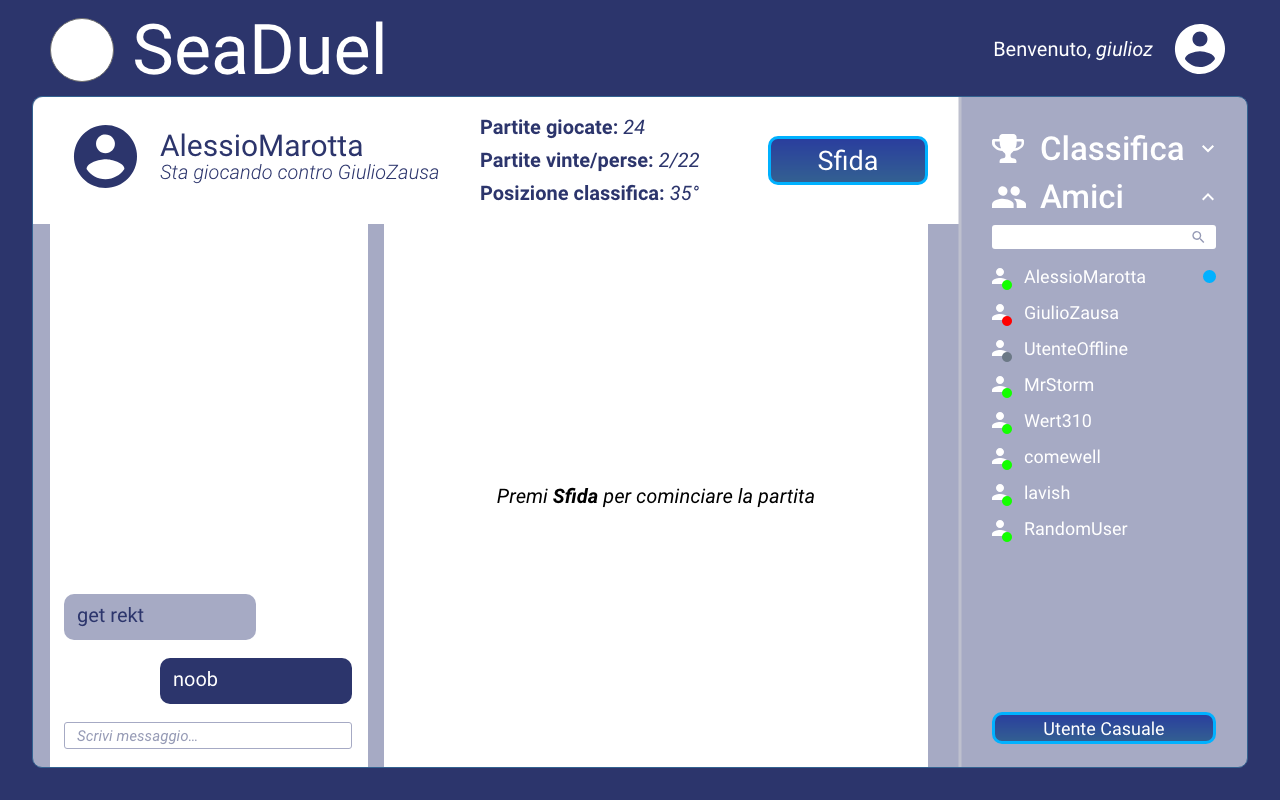 SeaDuel
Benvenuto, giulioz
AlessioMarotta
Sta giocando contro GiulioZausa
Partite giocate: 24
Partite vinte/perse: 2/22
Posizione classifica: 35°
Sfida
Premi Sfida per cominciare la partita
get rekt
noob
Scrivi messaggio...
Classifica
Amici
AlessioMarotta
GiulioZausa
UtenteOffline
MrStorm
Wert310
comewell
lavish
RandomUser
Utente Casuale